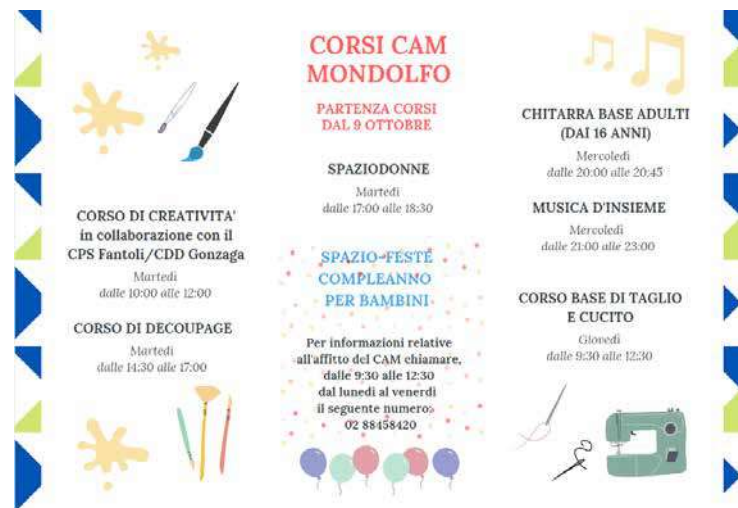 CORSO DI CREATIVITA'
in collaborazione con il
CPS Fantoli/CDD Gonzaga
Martedì
dalle 10:00 alle 12:00
CORSO DI DECOUPAGE
Martedì
dalle 14:30 alle 17:00
CORSI CAM
MONDOLFO
PARTENZA CORSI
DAL 9 OTTOBRE
SPAZIODONNE
Martedì
dalle 17:00 alle 18:30
SPAZIO-FESTE
COMPLEANNO
PER BAMBINI
Per informazioni relative
all'affitto del CAM chiamare,
dalle 9:30 alle 12:30
dal lunedì al venerdì
il seguente numero:
02 88458420
CHITARRA BASE ADULTI
(DAI 16 ANNI)
Mercoledì
dalle 20:00 alle 20:45
MUSICA D'INSIEME
Mercoledì
dalle 21:00 alle 23:00
CORSO BASE DI TAGLIO
E CUCITO
Giovedì
dalle 9:30 alle 12:30